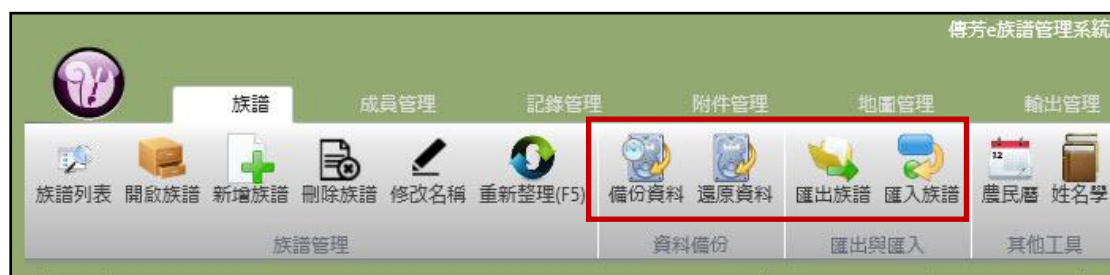 傳芳e族譜管理系統
族譜 成員管理 記錄管理 附件管理 地圖管理 輸出管理
12
族譜列表 開啟族譜 新增族譜 刪除族譜 修改名稱 重新整理(F5) 備份資料 還原資料 匯出族譜 匯入族譜 農民曆 姓名學
族譜管理 資料備份 匯出與匯入 其他工具